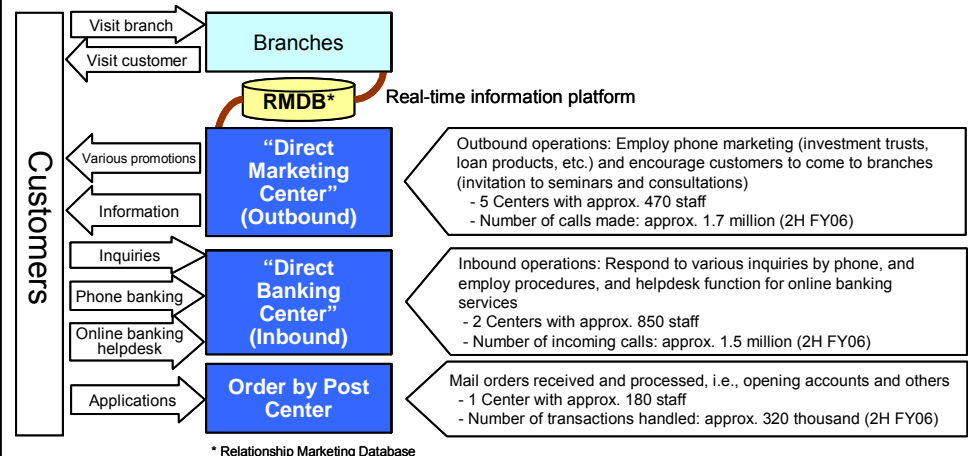 Customers
Visit branch
Visit customer
Branches
RMDB*
Real-time information platform
Various promotions
Information
"Direct
Marketing
Center"
(Outbound)
Outbound operations: Employ phone marketing (investment trusts,
loan products, etc.) and encourage customers to come to branches
(invitation to seminars and consultations)
- 5 Centers with approx. 470 staff
- Number of calls made: approx. 1.7 million (2H FY06)
Inquiries
Phone banking
Online banking
helpdesk
"Direct
Banking
Center"
(Inbound)
Inbound operations: Respond to various inquiries by phone, and
employ procedures, and helpdesk function for online banking
services
- 2 Centers with approx. 850 staff
- Number of incoming calls: approx. 1.5 million (2H FY06)
Applications
Order by Post
Center
Mail orders received and processed, i.e., opening accounts and others
- 1 Center with approx. 180 staff
- Number of transactions handled: approx. 320 thousand (2H FY06)
* Relationship Marketing Database